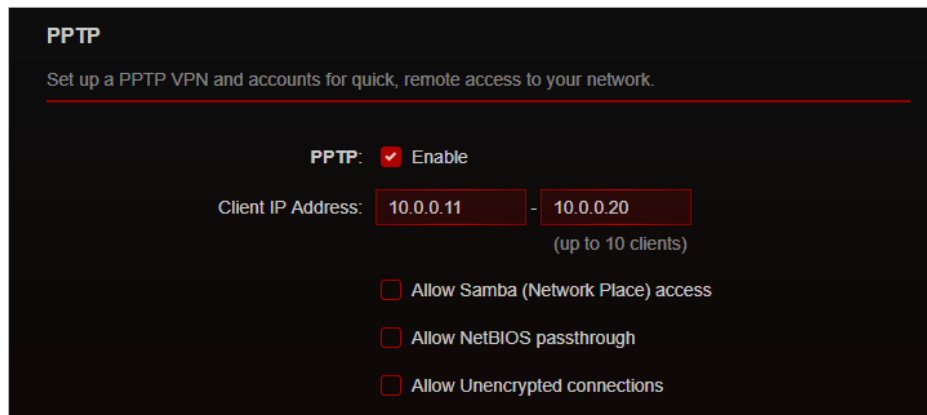 PPTP
Set up a PPTP VPN and accounts for quick, remote access to your network.
PPTP: Enable
Client IP Address: 10.0.0.11 - 10.0.0.20
(up to 10 clients)
Allow Samba (Network Place) access
Allow NetBIOS passthrough
Allow Unencrypted connections